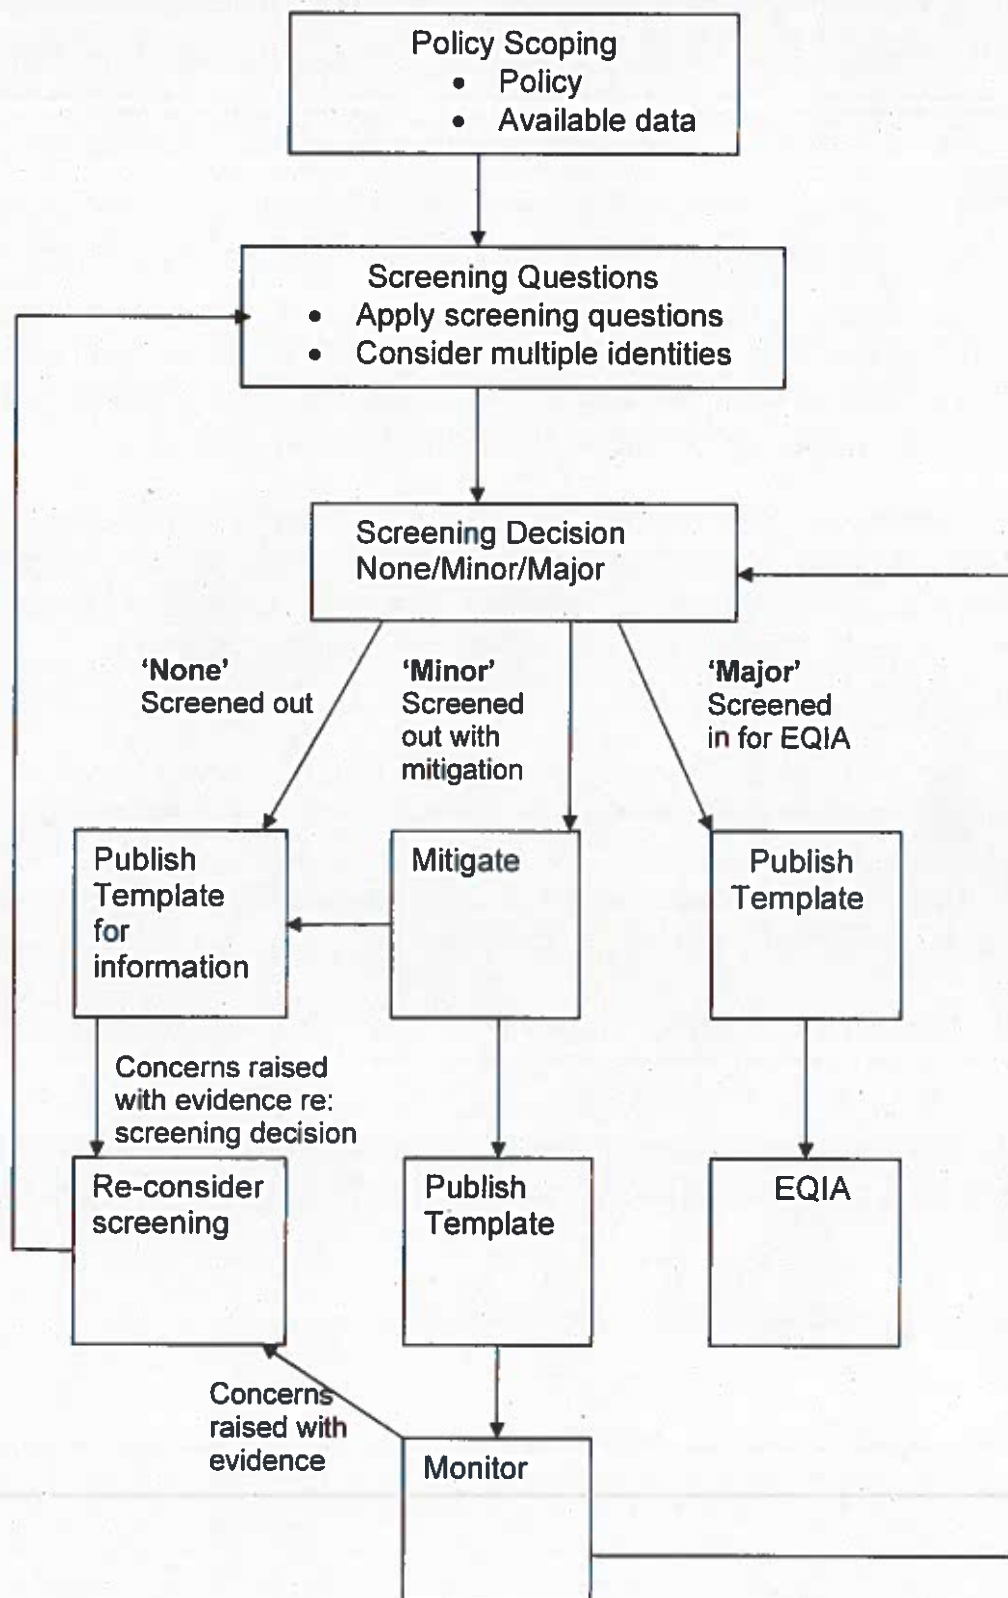 Policy Scoping
• Policy
• Available data
Screening Questions
• Apply screening questions
• Consider multiple identities
Screening Decision
None/Minor/Major
‘None’
Screened out
‘Minor’
Screened
out with
mitigation
‘Major’
Screened
in for EQIA
Publish
Template
for
information
Mitigate
Publish
Template
Concerns raised
with evidence re:
screening decision
Re-consider
screening
Publish
Template
EQIA
Concerns
raised with
evidence
Monitor